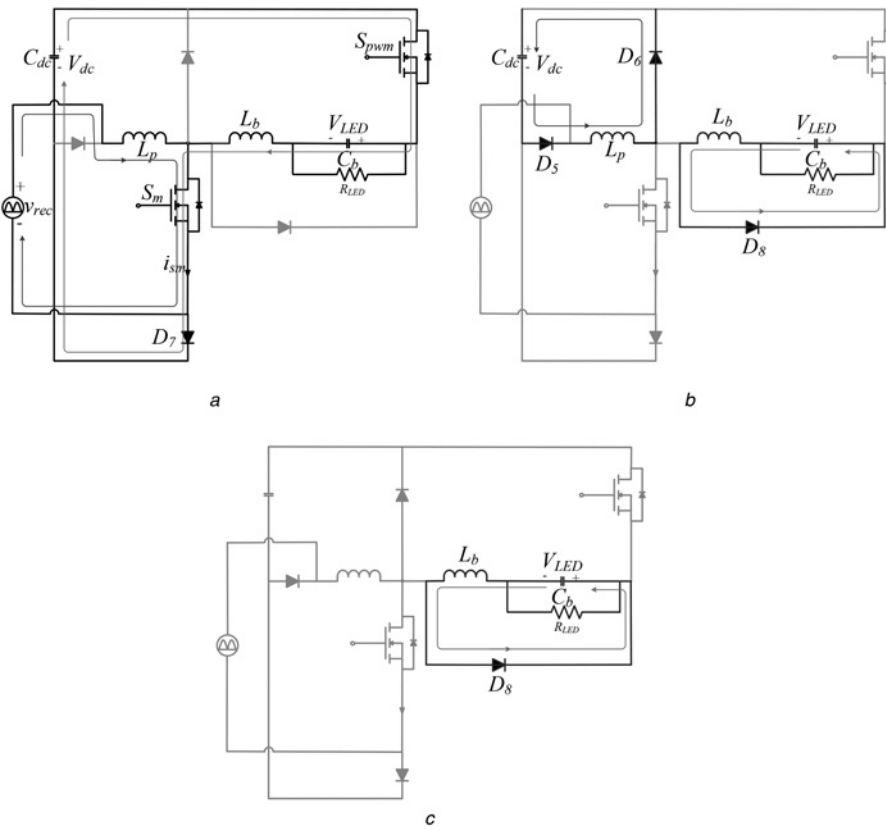 S_pwm
C_dc
+
-
V_dc
L_p
L_b
V_LED
-
+
C_b
R_LED
+
v_rec
-
S_m
i_sm
D_7
a
C_dc
+
-
V_dc
D_6
D_5
L_p
L_b
V_LED
-
+
C_b
R_LED
D_8
b
L_b
V_LED
-
+
C_b
R_LED
D_8
c